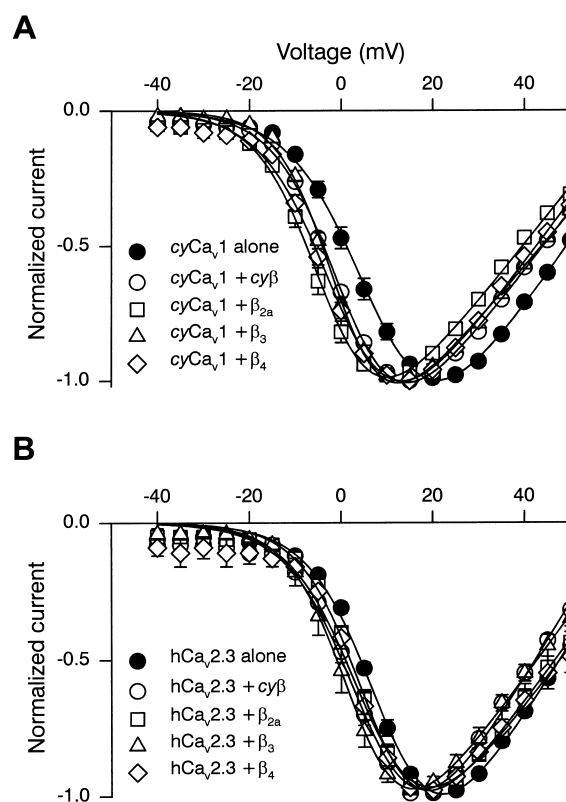 A
Voltage (mV)
-40 -20 0 20 40
0.0
-0.5
-1.0
Normalized current
cyCav1 alone
cyCav1 + cyβ
cyCav1 + β2a
cyCav1 + β3
cyCav1 + β4
B
-40 -20 0 20 40
0.0
-0.5
-1.0
Normalized current
hCav2.3 alone
hCav2.3 + cyβ
hCav2.3 + β2a
hCav2.3 + β3
hCav2.3 + β4